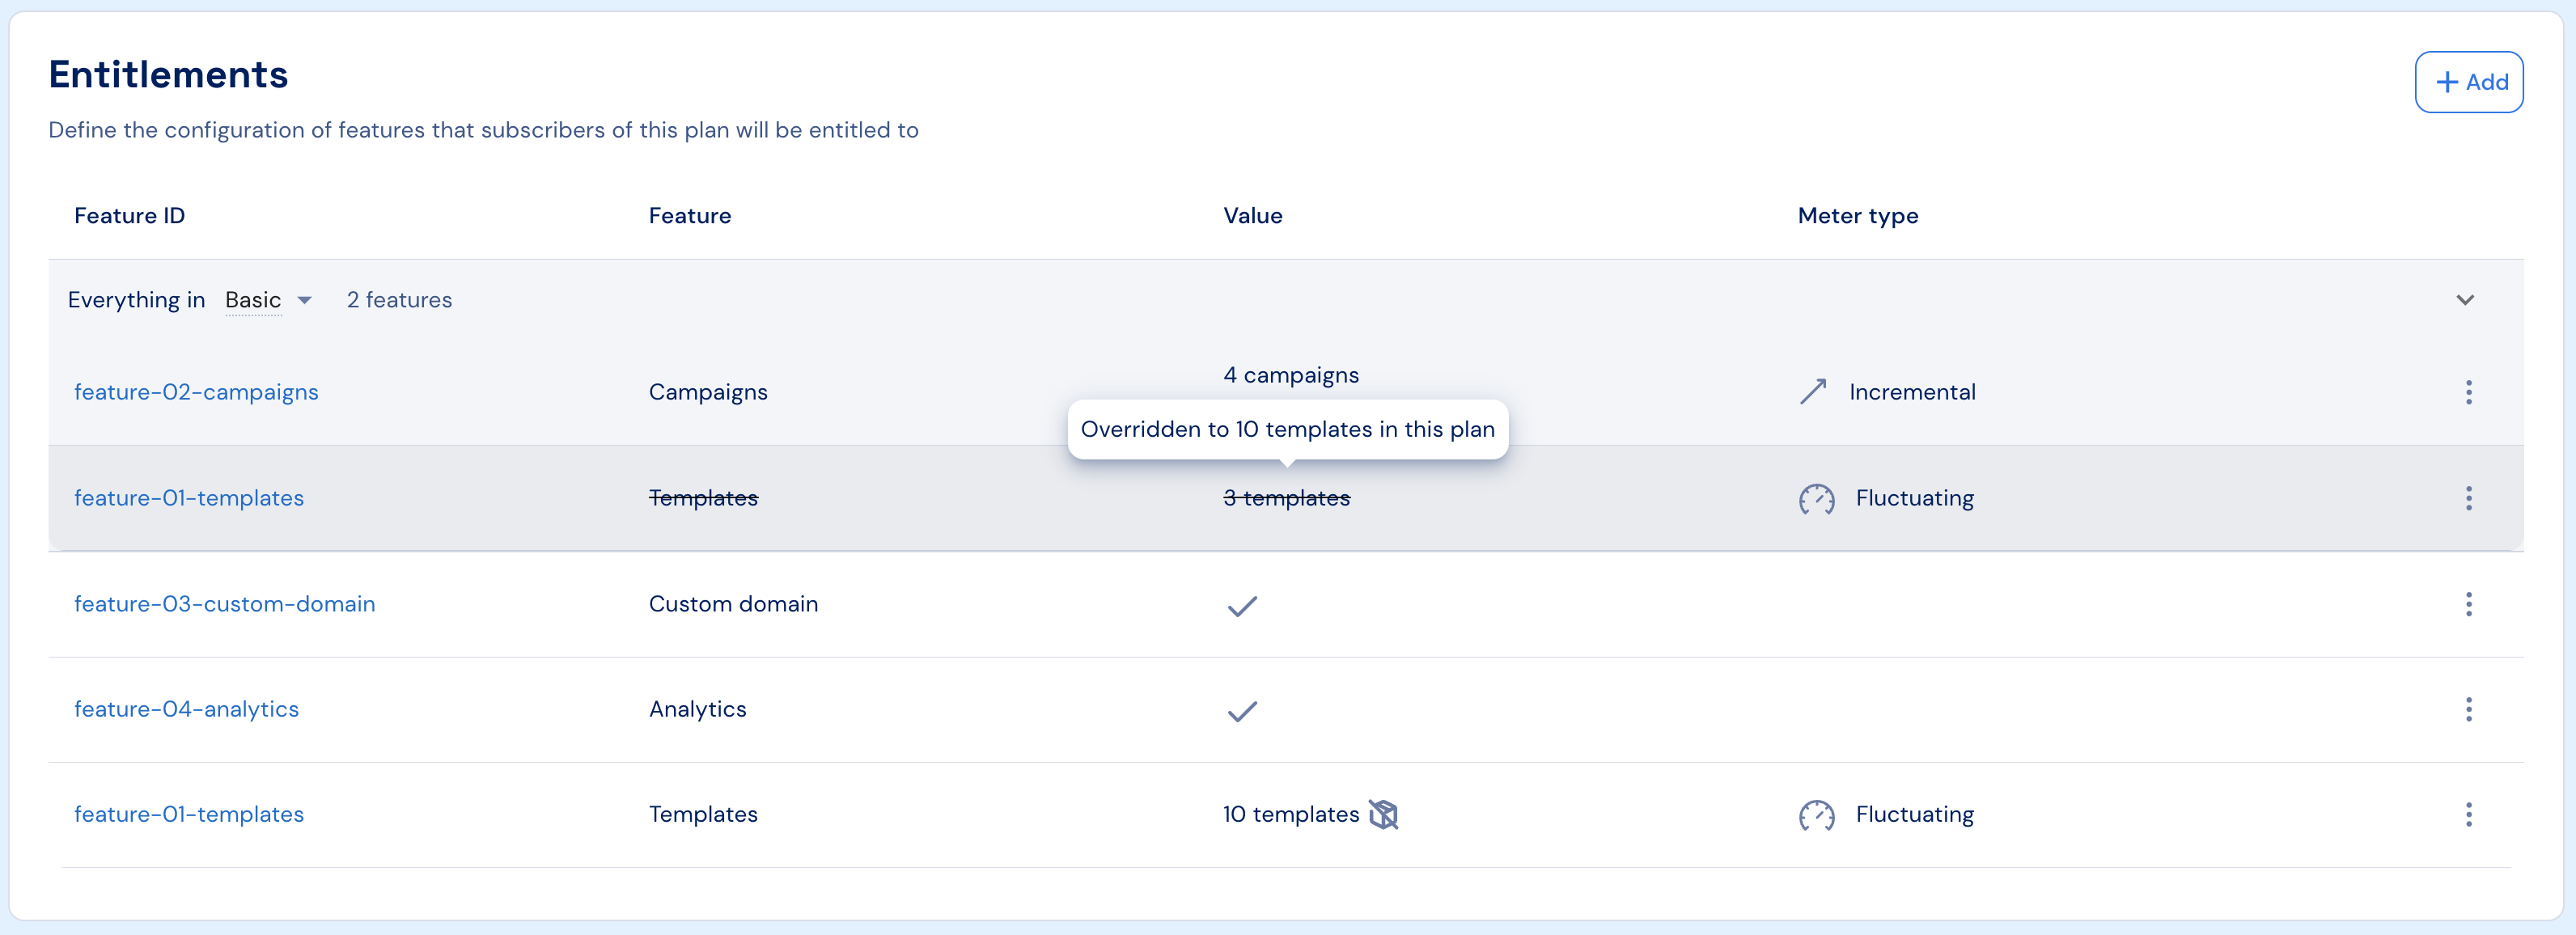 Entitlements
+ Add
Define the configuration of features that subscribers of this plan will be entitled to
Feature ID Feature Value Meter type
Everything in Basic 2 features
feature-02-campaigns Campaigns 4 campaigns Incremental
Overridden to 10 templates in this plan
feature-01-templates Templates 3 templates Fluctuating
feature-03-custom-domain Custom domain
feature-04-analytics Analytics
feature-01-templates Templates 10 templates Fluctuating